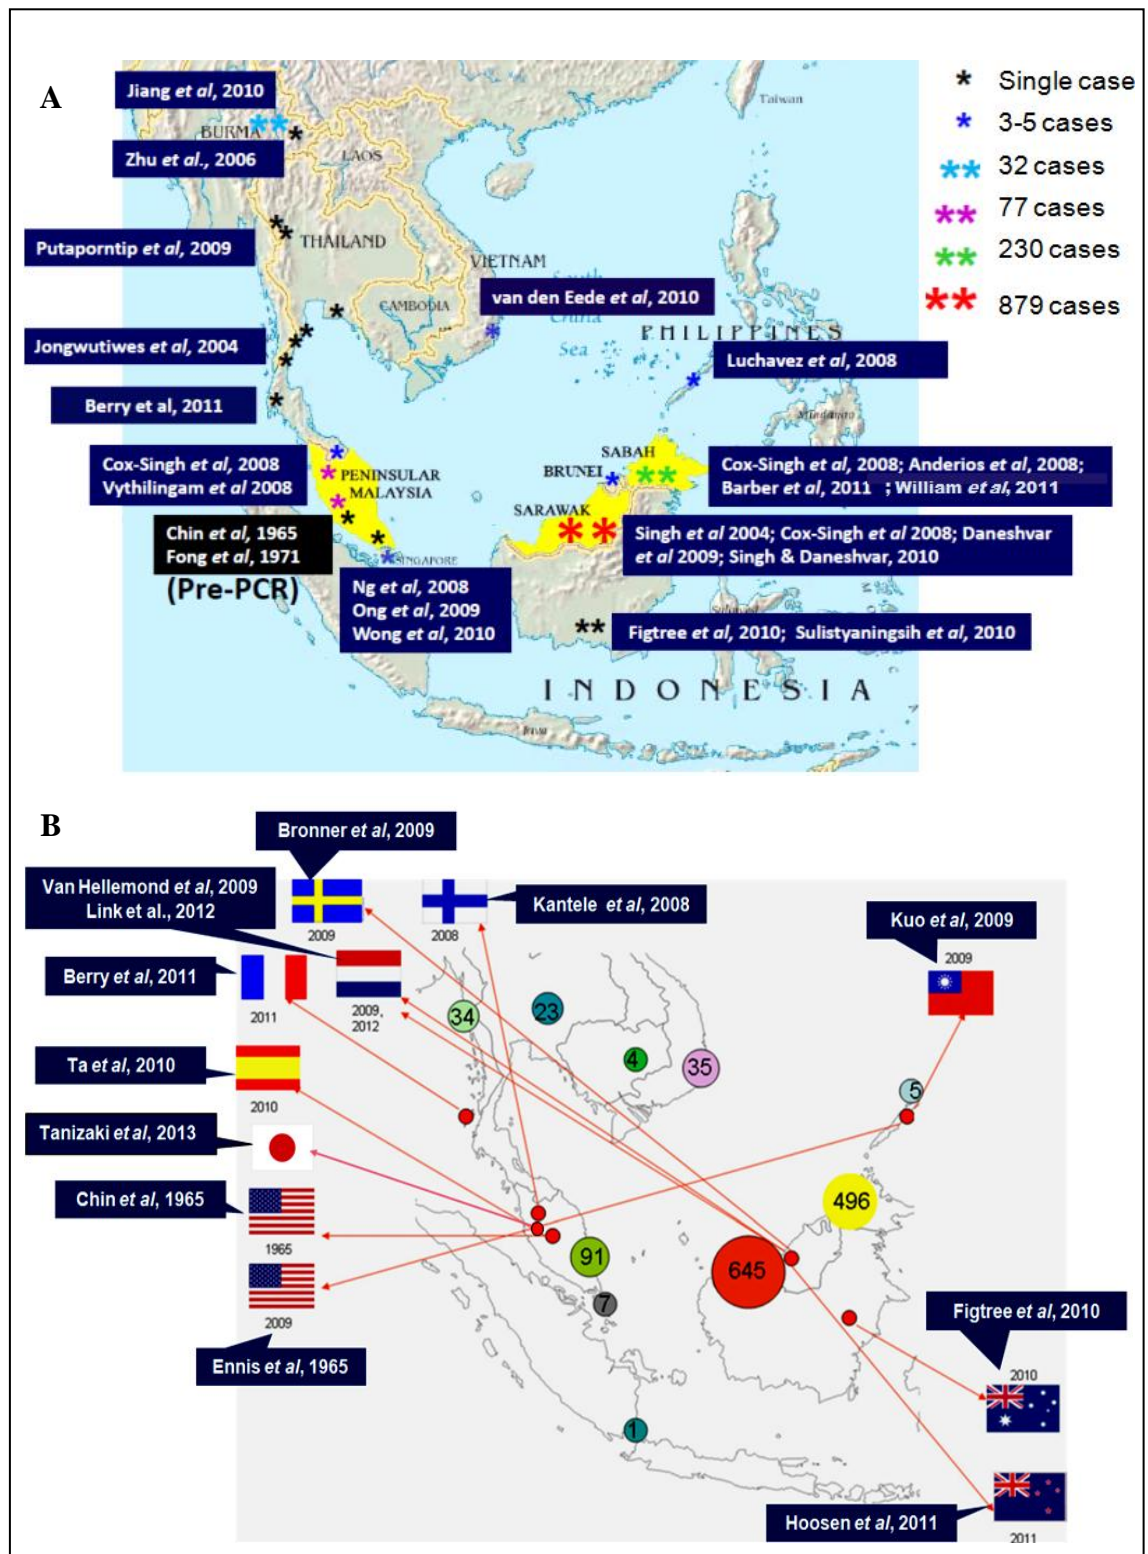 A
Jiang et al, 2010
BURMA
Zhu et al., 2006
LAOS
Taiwan
* Single case
* 3-5 cases
** 32 cases
** 77 cases
** 230 cases
** 879 cases
Putaporntip et al, 2009
THAILAND
VIETNAM
South
China
Sea
van den Eede et al, 2010
CAMBODIA
PHILIPPINES
Jongwutiwes et al, 2004
Luchavez et al, 2008
Berry et al, 2011
Mindanao
Cox-Singh et al, 2008
Vythilingam et al 2008
PENINSULAR
MALAYSIA
SABAH
BRUNEI
SARAWAK
Cox-Singh et al, 2008; Anderios et al, 2008;
Barber et al, 2011 ; William et al, 2011
Chin et al, 1965
Fong et al, 1971
(Pre-PCR)
SINGAPORE
Singh et al 2004; Cox-Singh et al 2008; Daneshvar
et al 2009; Singh & Daneshvar, 2010
Ng et al, 2008
Ong et al, 2009
Wong et al, 2010
Figtree et al, 2010; Sulistyaningsih et al, 2010
INDONESIA
Java
B
Bronner et al, 2009
Van Hellemond et al, 2009
Link et al., 2012
2009
2008
Kantele et al, 2008
Kuo et al, 2009
2009
Berry et al, 2011
2011
2009,
2012
34
23
4
35
5
Ta et al, 2010
2010
Tanizaki et al, 2013
Chin et al, 1965
1965
496
91
645
7
2009
Ennis et al, 1965
Figtree et al, 2010
2010
1
Hoosen et al, 2011
2011